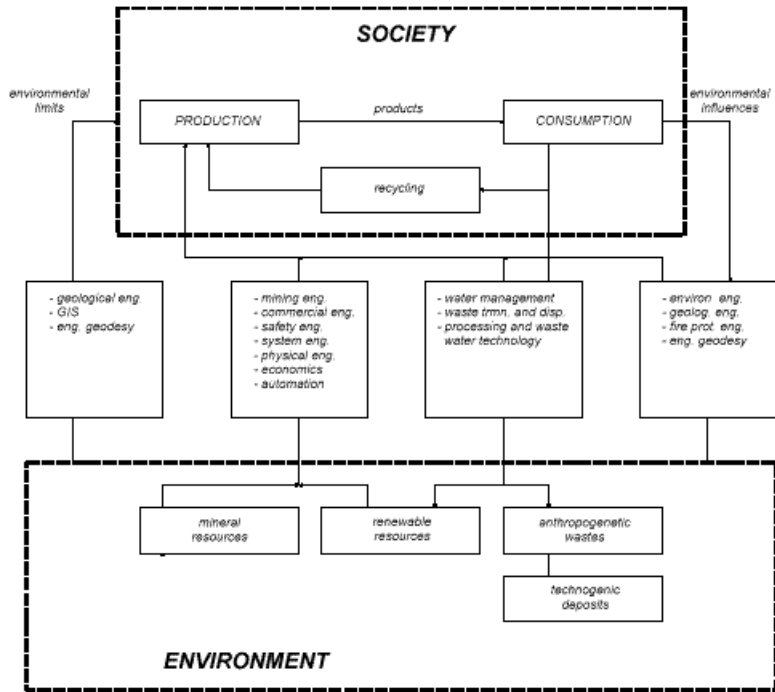 SOCIETY
environmental
limits
environmental
influences
PRODUCTION
products
CONSUMPTION
recycling
- geological eng.
- GIS
- eng. geodesy
- mining eng.
- commercial eng.
- safety eng.
- system eng.
- physical eng.
- economics
- automation
- water management
- waste trmn. and disp.
- processing and waste
water technology
- environ eng.
- geolog. eng.
- fire prot. eng.
- eng. geodesy
mineral
resources
renewable
resources
anthropogenetic
wastes
technogenic
deposits
ENVIRONMENT